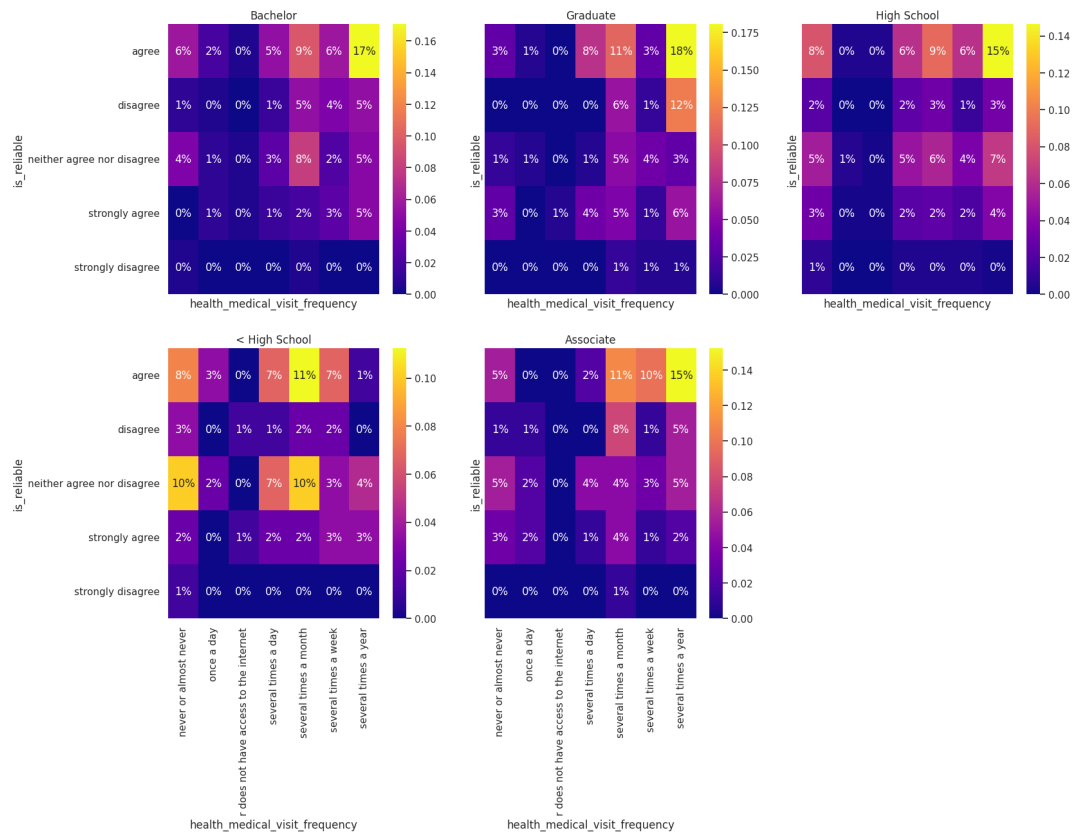 Bachelor
agree 6% 2% 0% 5% 9% 6% 17%
disagree 1% 0% 0% 1% 5% 4% 5%
neither agree nor disagree 4% 1% 0% 3% 8% 2% 5%
strongly agree 0% 1% 0% 1% 2% 3% 5%
strongly disagree 0% 0% 0% 0% 0% 0% 0%
is_reliable
health_medical_visit_frequency
0.16
0.14
0.12
0.10
0.08
0.06
0.04
0.02
0.00
Graduate
3% 1% 0% 8% 11% 3% 18%
0% 0% 0% 0% 6% 1% 12%
1% 1% 0% 1% 5% 4% 3%
3% 0% 1% 4% 5% 1% 6%
0% 0% 0% 0% 1% 1% 1%
is_reliable
health_medical_visit_frequency
0.175
0.150
0.125
0.100
0.075
0.050
0.025
0.000
High School
8% 0% 0% 6% 9% 6% 15%
2% 0% 0% 2% 3% 1% 3%
5% 1% 0% 5% 6% 4% 7%
3% 0% 0% 2% 2% 2% 4%
1% 0% 0% 0% 0% 0% 0%
is_reliable
health_medical_visit_frequency
0.14
0.12
0.10
0.08
0.06
0.04
0.02
0.00
< High School
agree 8% 3% 0% 7% 11% 7% 1%
disagree 3% 0% 1% 1% 2% 2% 0%
neither agree nor disagree 10% 2% 0% 7% 10% 3% 4%
strongly agree 2% 0% 1% 2% 2% 3% 3%
strongly disagree 1% 0% 0% 0% 0% 0% 0%
is_reliable
never or almost never
once a day
r does not have access to the internet
several times a day
several times a month
several times a week
several times a year
health_medical_visit_frequency
0.10
0.08
0.06
0.04
0.02
0.00
Associate
5% 0% 0% 2% 11% 10% 15%
1% 1% 0% 0% 8% 1% 5%
5% 2% 0% 4% 4% 3% 5%
3% 2% 0% 1% 4% 1% 2%
0% 0% 0% 0% 1% 0% 0%
is_reliable
never or almost never
once a day
r does not have access to the internet
several times a day
several times a month
several times a week
several times a year
health_medical_visit_frequency
0.14
0.12
0.10
0.08
0.06
0.04
0.02
0.00